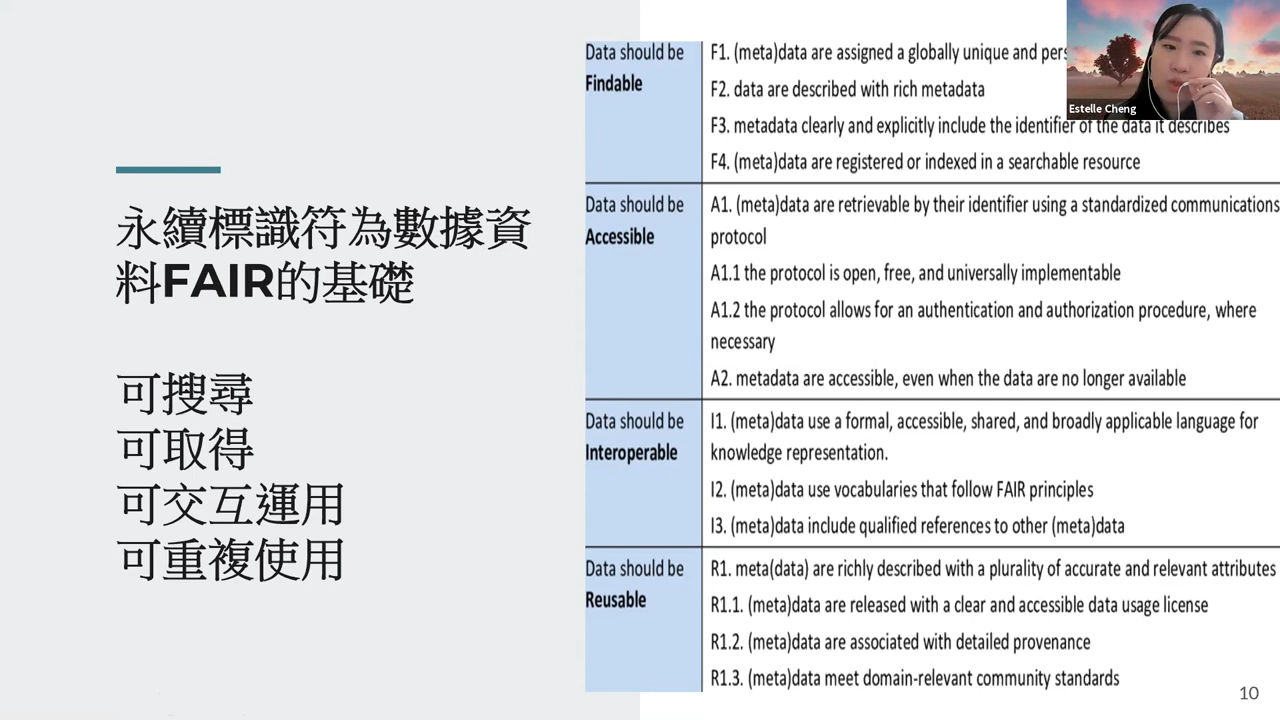 永續標識符為數據資
料FAIR的基礎
可搜尋
可取得
可交互運用
可重複使用
Data should be
Findable
F1. (meta)data are assigned a globally unique and
F2. data are described with rich metadata
F3. metadata clearly and explicitly include the identifier of the data it describes
F4. (meta)data are registered or indexed in a searchable resource
Data should be
Accessible
A1. (meta)data are retrievable by their identifier using a standardized communications
protocol
A1.1 the protocol is open, free, and universally implementable
A1.2 the protocol allows for an authentication and authorization procedure, where
necessary
A2. metadata are accessible, even when the data are no longer available
Data should be
Interoperable
I1. (meta)data use a formal, accessible, shared, and broadly applicable language for
knowledge representation.
I2. (meta)data use vocabularies that follow FAIR principles
I3. (meta)data include qualified references to other (meta)data
Data should be
Reusable
R1. meta(data) are richly described with a plurality of accurate and relevant attributes
R1.1. (meta)data are released with a clear and accessible data usage license
R1.2. (meta)data are associated with detailed provenance
R1.3. (meta)data meet domain-relevant community standards
Estelle Cheng
10